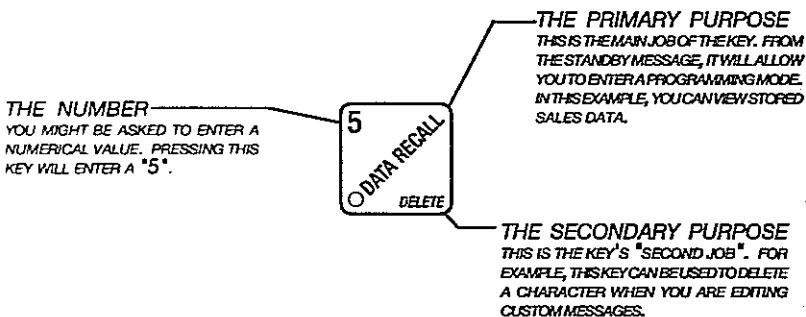 THE PRIMARY PURPOSE
THIS IS THE MAIN JOB OF THE KEY. FROM
THE STANDBY MESSAGE, IT WILL ALLOW
YOU TO ENTER A PROGRAMMING MODE.
IN THIS EXAMPLE, YOU CAN VIEW STORED
SALES DATA.
THE NUMBER
YOU MIGHT BE ASKED TO ENTER A
NUMERICAL VALUE. PRESSING THIS
KEY WILL ENTER A "5".
5
DATA RECALL
DELETE
THE SECONDARY PURPOSE
THIS IS THE KEY'S "SECOND JOB". FOR
EXAMPLE, THIS KEY CAN BE USED TO DELETE
A CHARACTER WHEN YOU ARE EDITING
CUSTOM MESSAGES.